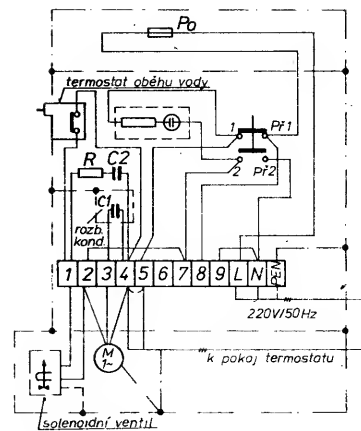 Po
termostat oběhu vody
1 Př1
2 Př2
R C2
C1
rozb.
kond.
1 2 3 4 5 6 7 8 9 L N PEN
220V/50Hz
M
1~
k pokoj termostatu
solenoidní ventil